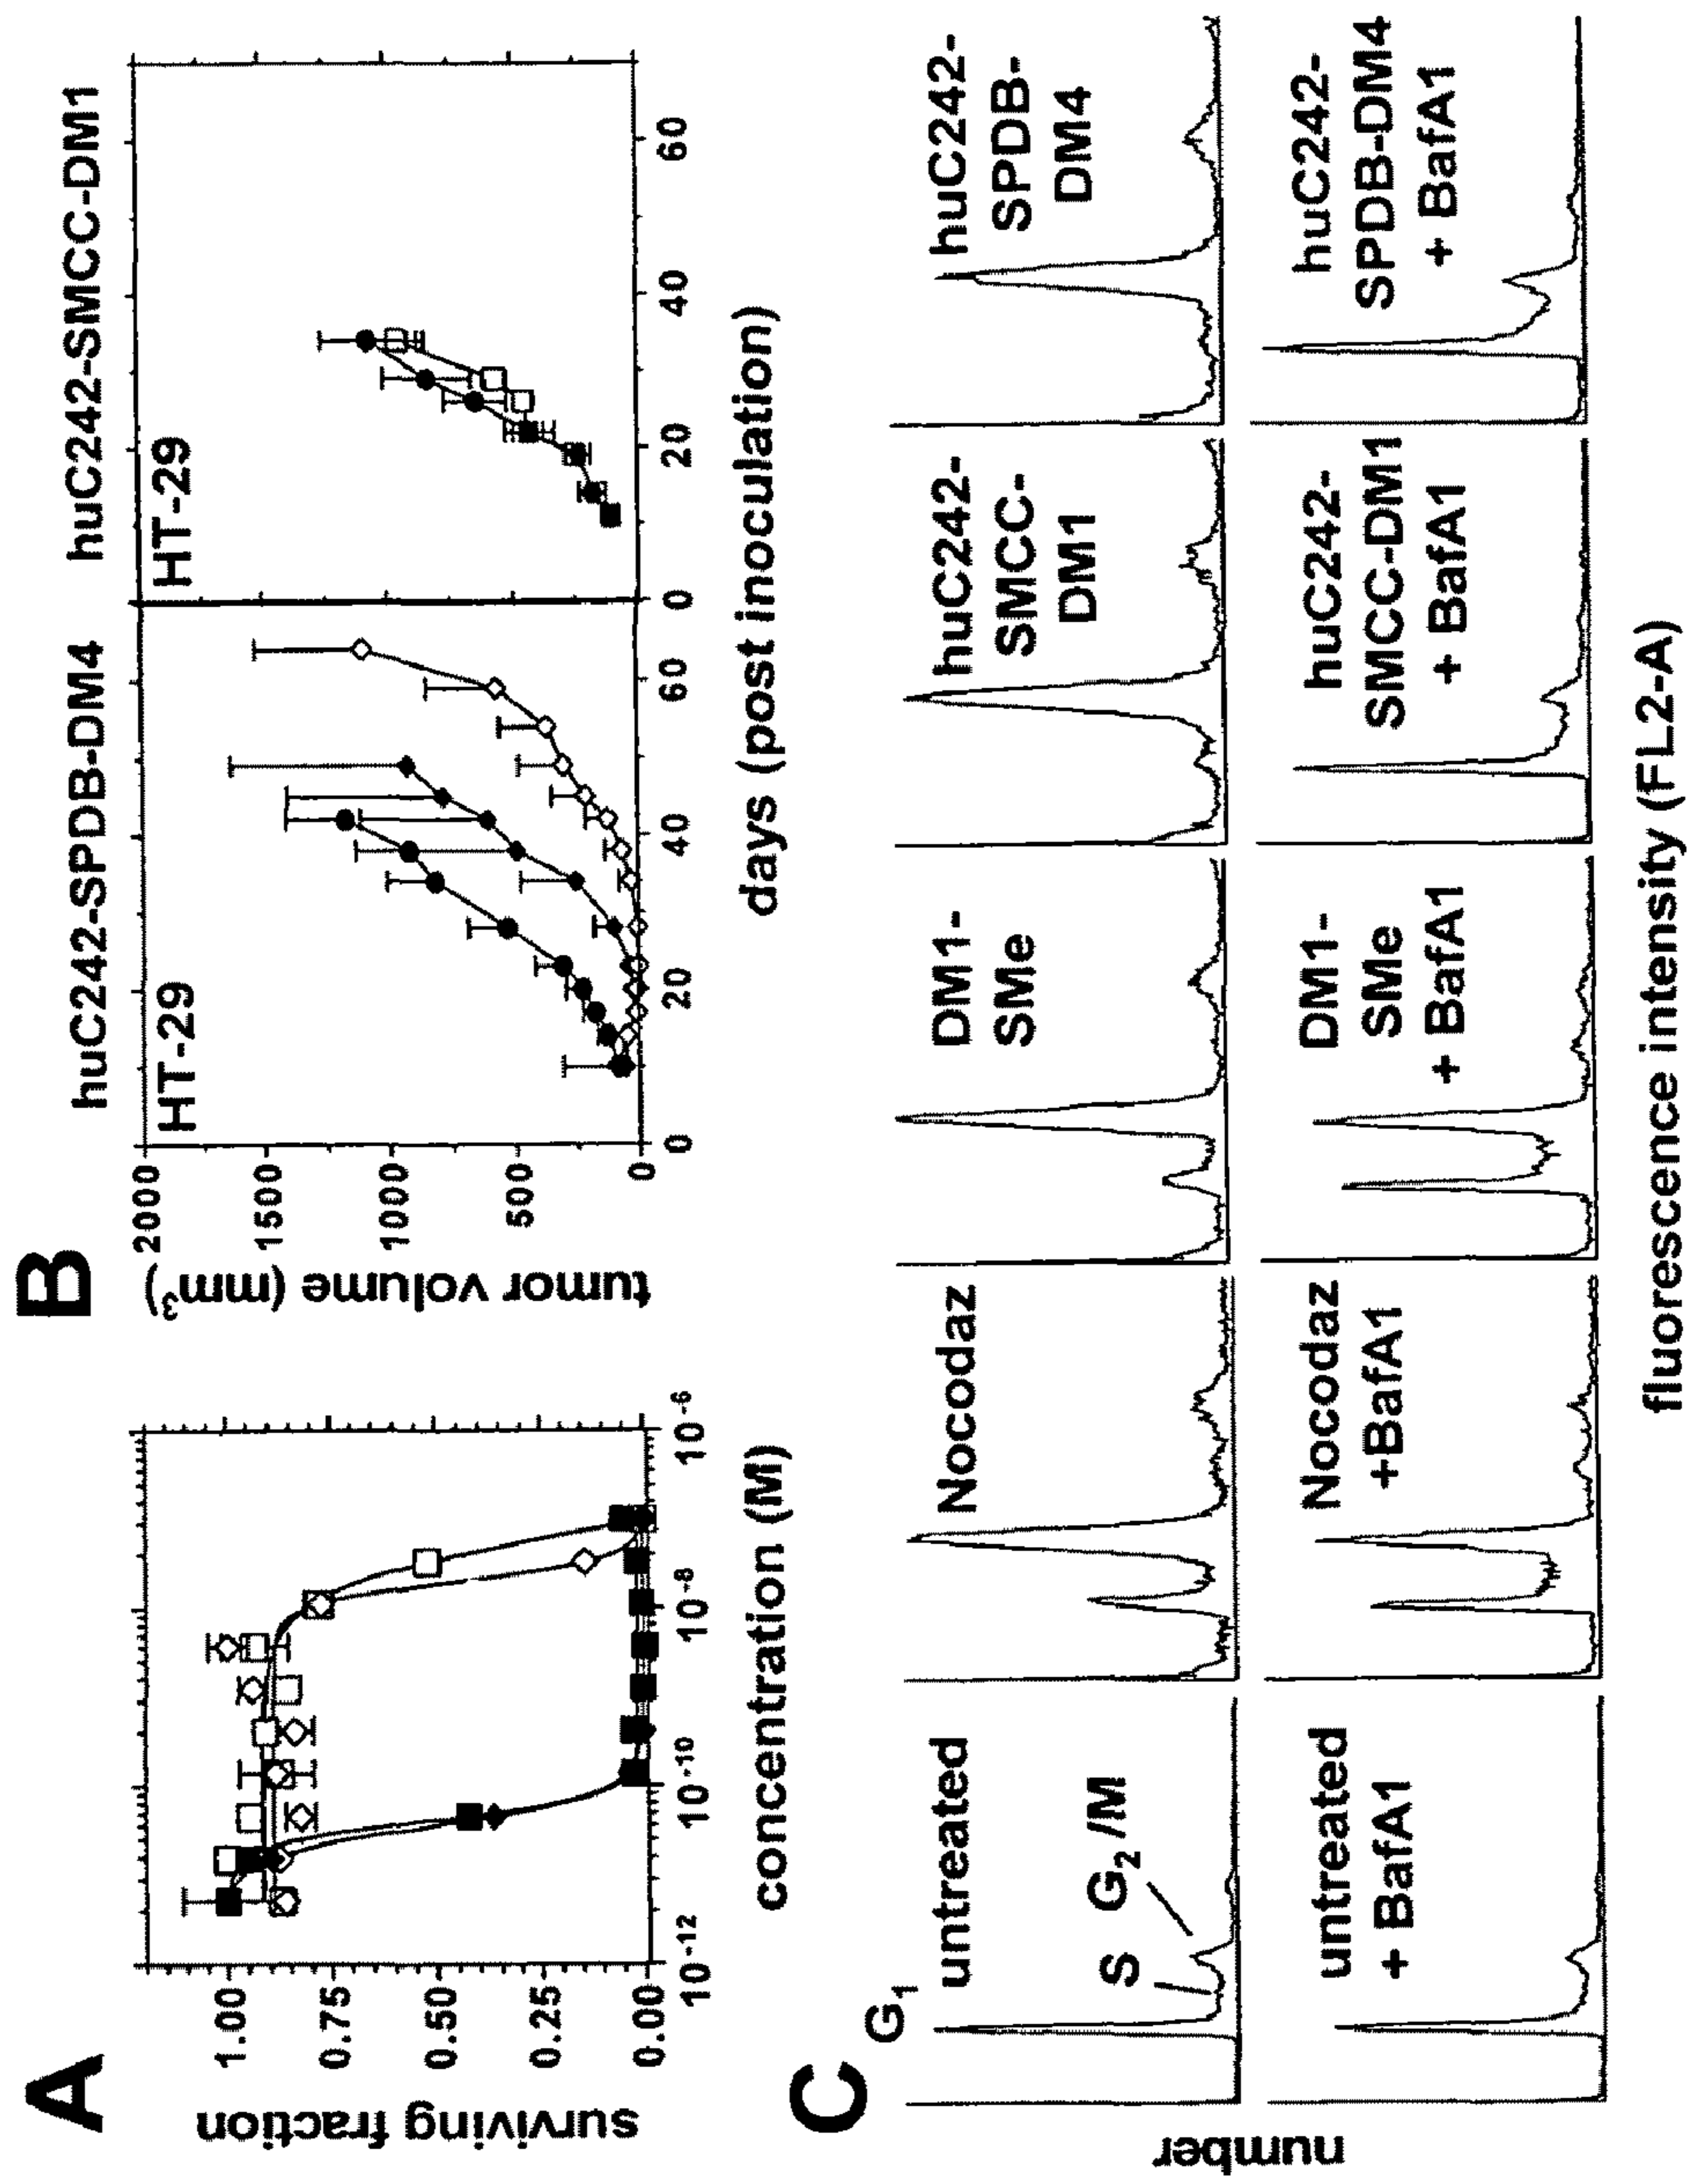 A
surviving fraction
1.00
0.75
0.50
0.25
0.00
10-12
10-10
10-8
10-6
concentration (M)
B
huC242-SPDB-DM4
huC242-SMCC-DM1
HT-29
HT-29
tumor volume (mm3)
2000
1500
1000
500
0
0
20
40
60
0
20
40
60
days (post inoculation)
C
number
G1
untreated
S
G2/M
Nocodaz
DM1-
SMe
huC242-
SMCC-
DM1
huC242-
SPDB-
DM4
untreated
+ BafA1
Nocodaz
+BafA1
DM1-
SMe
+ BafA1
huC242-
SMCC-DM1
+ BafA1
huC242-
SPDB-DM4
+ BafA1
fluorescence intensity (FL2-A)